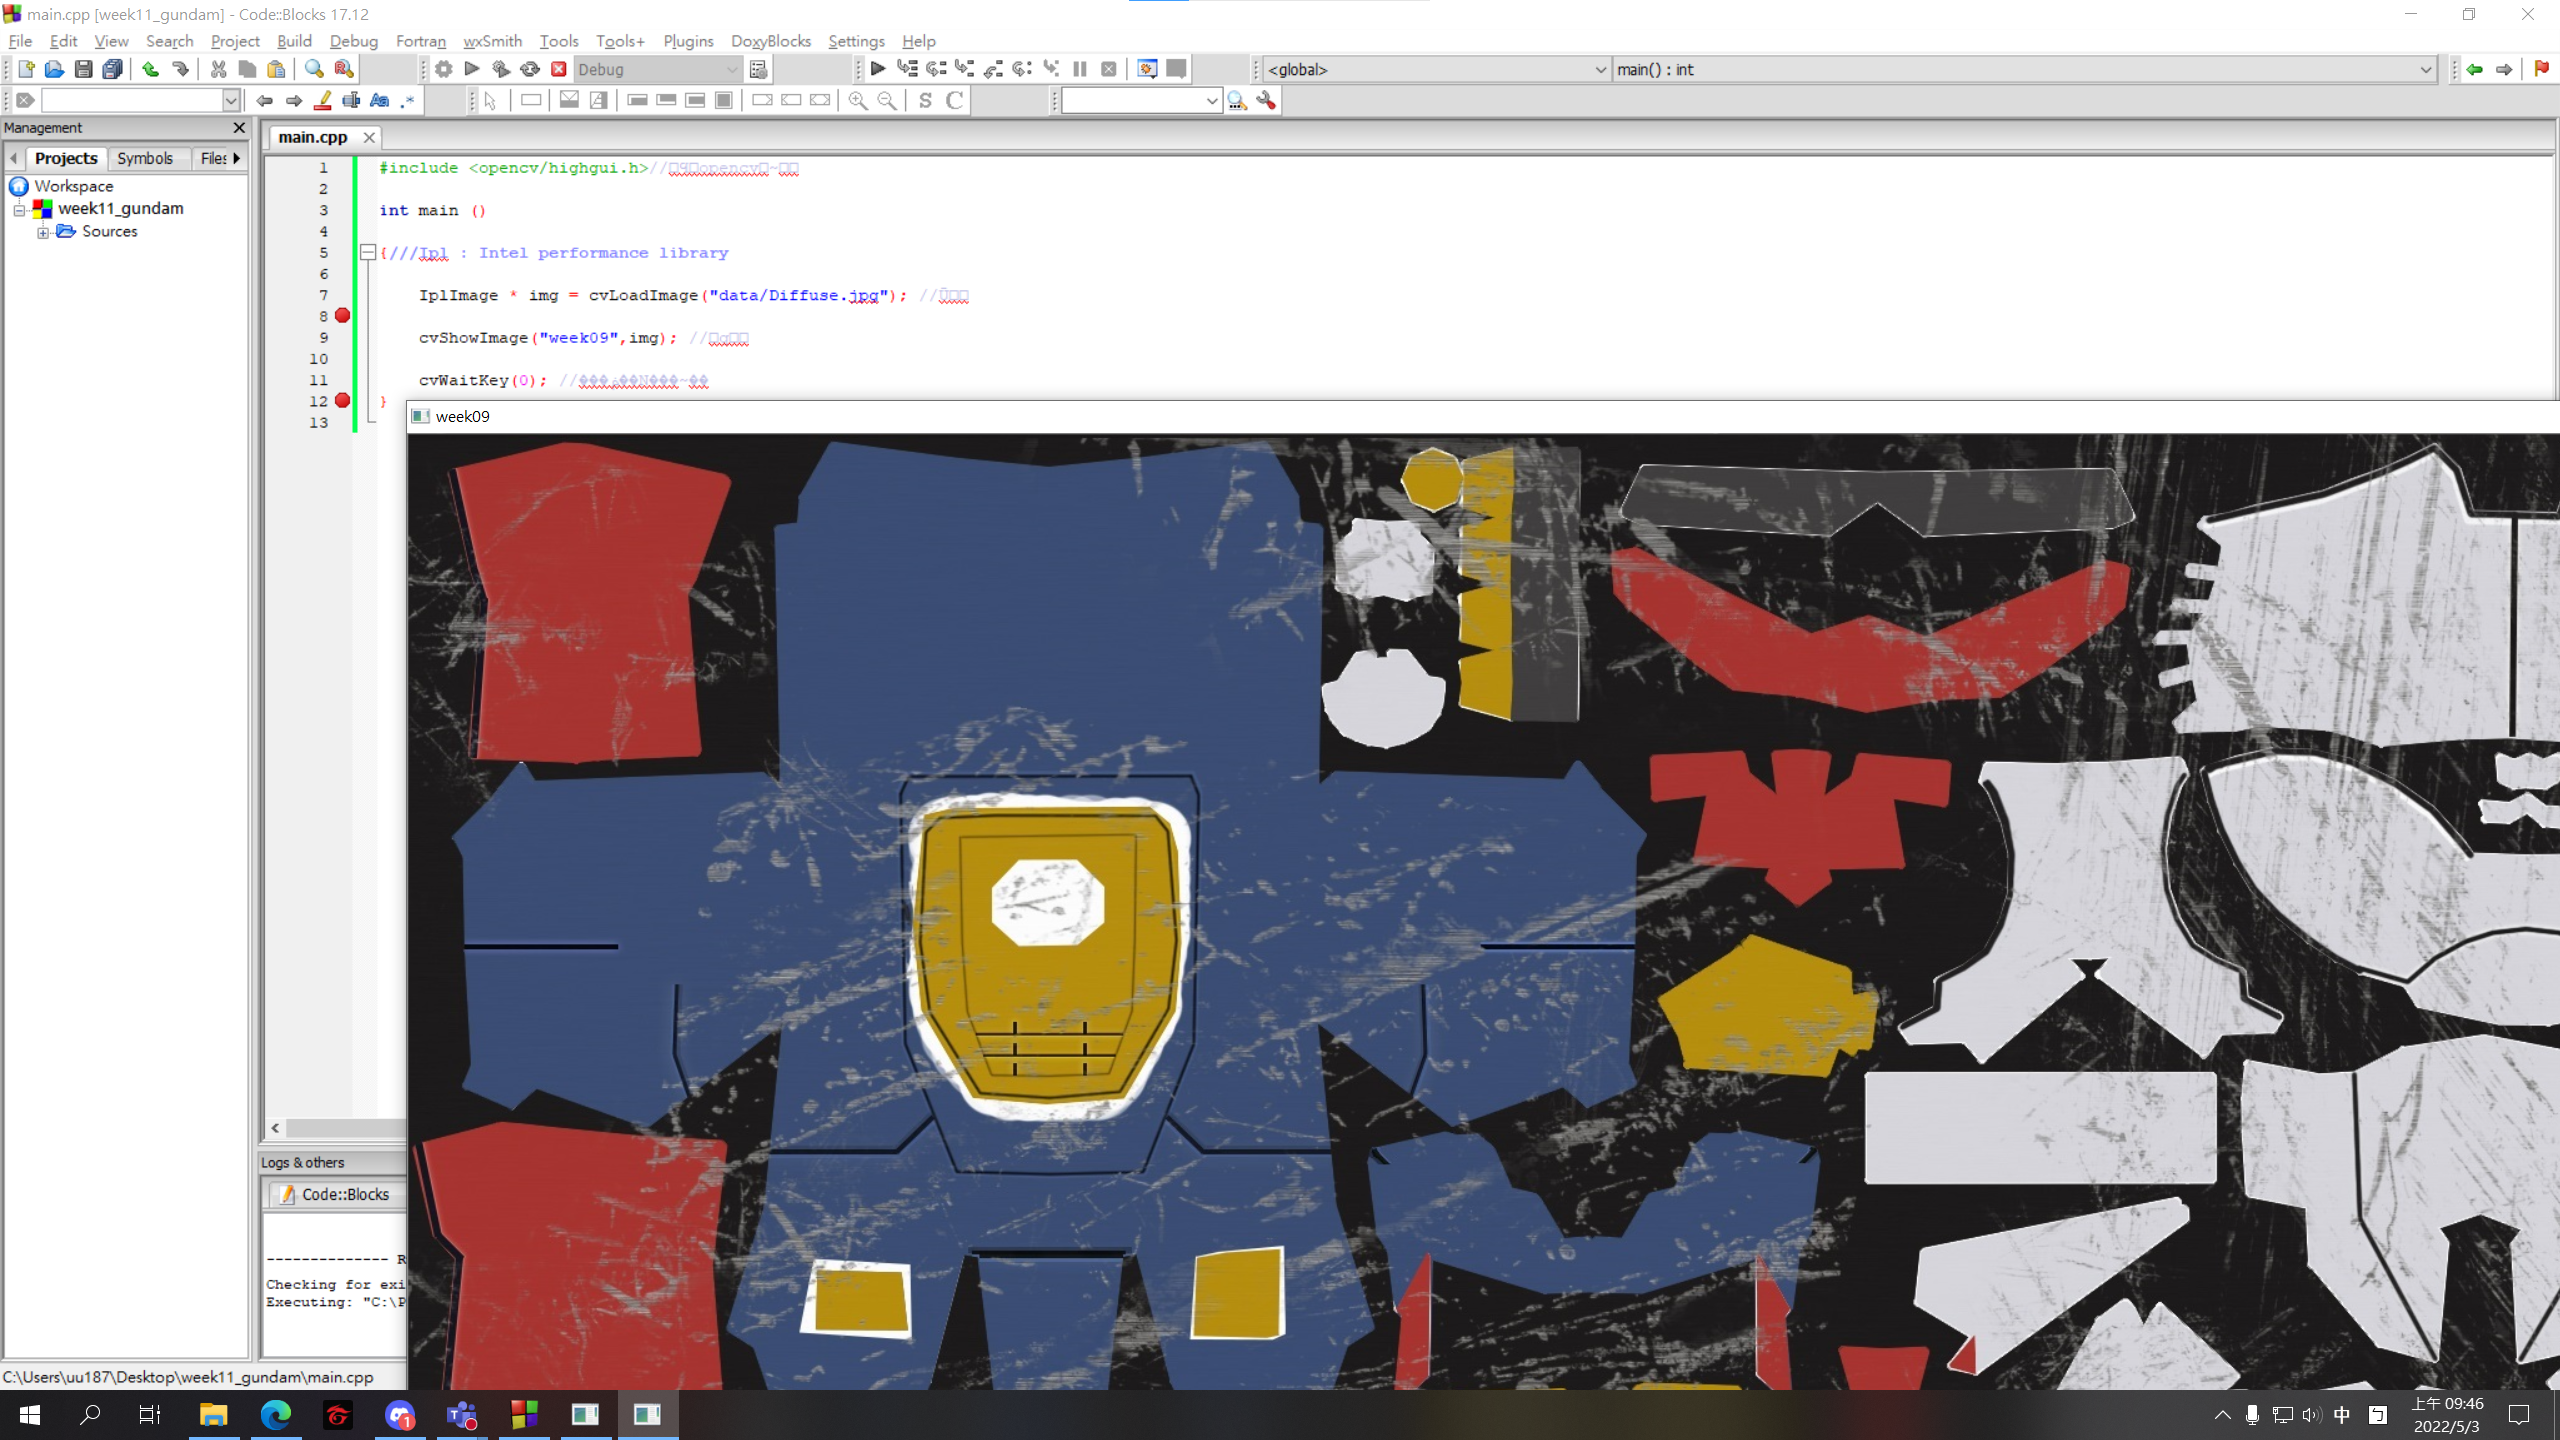 main.cpp [week11_gundam] - Code::Blocks 17.12
File Edit View Search Project Build Debug Fortran wxSmith Tools Tools+ Plugins DoxyBlocks Settings Help
Debug
<global>
main() : int
Aa .*
S C
Management
main.cpp
Projects Symbols Files
Workspace
week11_gundam
Sources
1 #include <opencv/highgui.h>//
2
3 int main ()
4
5 {///Ipl : Intel performance library
6
7 IplImage * img = cvLoadImage("data/Diffuse.jpg"); //
8
9 cvShowImage("week09",img); //
10
11 cvWaitKey(0); //
12 }
13
week09
Logs & others
Code::Blocks
-------------- R
Checking for exi
Executing: "C:\P
C:\Users\uu187\Desktop\week11_gundam\main.cpp
1
中
上午 09:46
2022/5/3